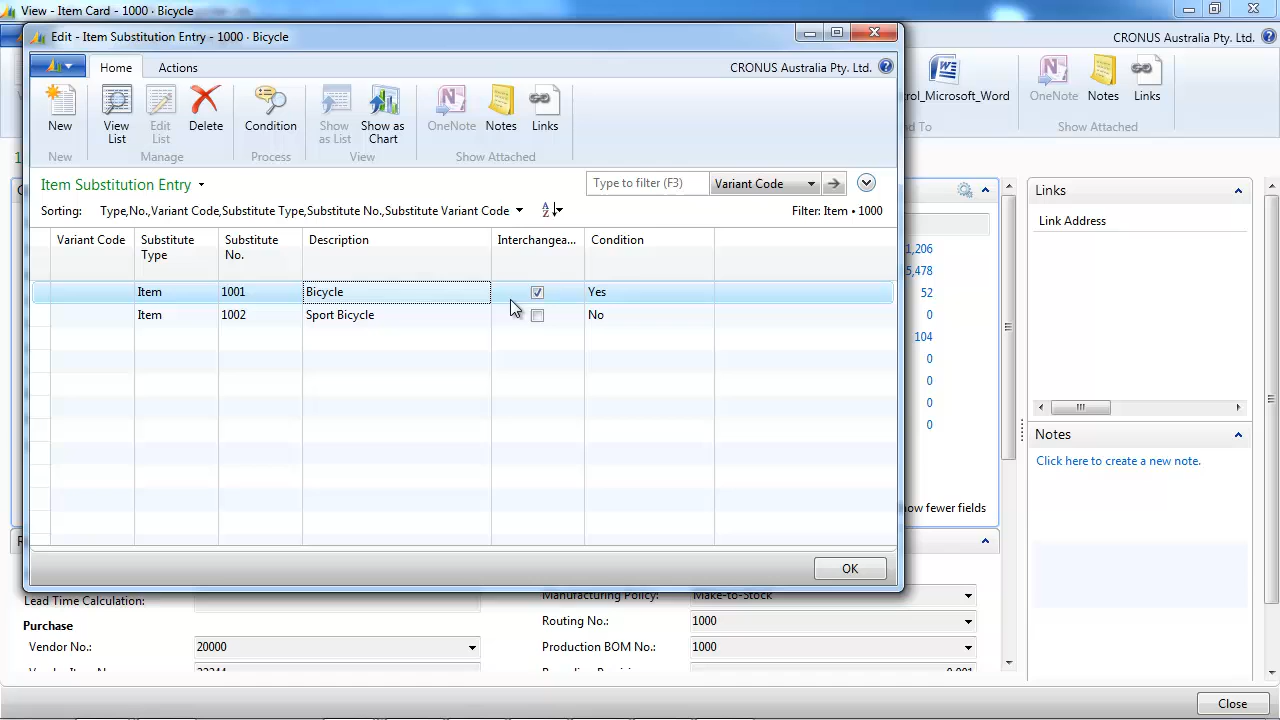 View - Item Card - 1000 · Bicycle
CRONUS Australia Pty. Ltd.
Edit - Item Substitution Entry - 1000 · Bicycle
Home
Actions
CRONUS Australia Pty. Ltd.
New
View List
Edit List
Delete
Condition
Show as List
Show as Chart
OneNote
Notes
Links
New
Manage
Process
View
Show Attached
rol_Microsoft_Word
OneNote
Notes
Links
d To
Show Attached
Item Substitution Entry
Type to filter (F3)
Variant Code
Sorting:
Type,No.,Variant Code,Substitute Type,Substitute No.,Substitute Variant Code
Filter: Item • 1000
Variant Code
Substitute Type
Substitute No.
Description
Interchangea...
Condition
Item
1001
Bicycle
Yes
Item
1002
Sport Bicycle
No
OK
1,206
5,478
52
104
0
0
0
0
ow fewer fields
Links
Link Address
Notes
Click here to create a new note.
Lead Time Calculation:
Purchase
Vendor No.:
20000
Manufacturing Policy:
Make-to-Stock
Routing No.:
1000
Production BOM No.:
1000
0.001
Close